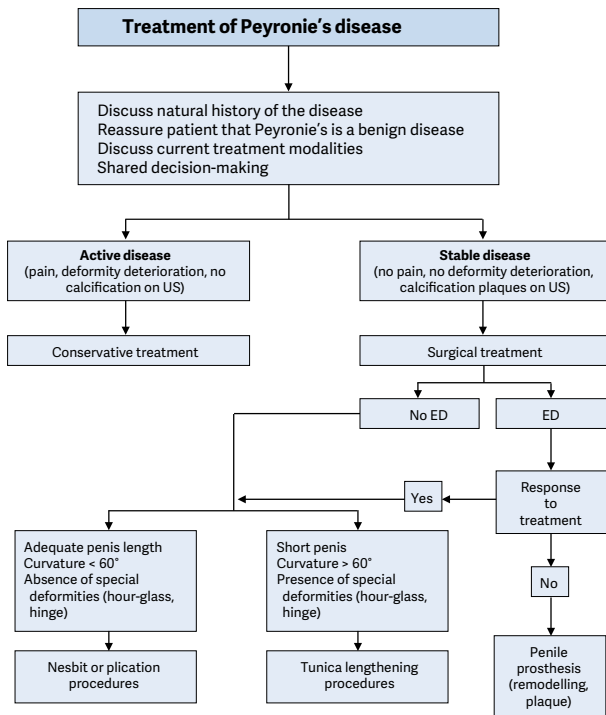 Treatment of Peyronie's disease
Discuss natural history of the disease
Reassure patient that Peyronie's is a benign disease
Discuss current treatment modalities
Shared decision-making
Active disease
(pain, deformity deterioration, no
calcification on US)
Stable disease
(no pain, no deformity deterioration,
calcification plaques on US)
Conservative treatment
Surgical treatment
No ED
ED
Yes
Response
to
treatment
Adequate penis length
Curvature < 60°
Absence of special
deformities (hour-glass,
hinge)
Short penis
Curvature > 60°
Presence of special
deformities (hour-glass,
hinge)
No
Nesbit or plication
procedures
Tunica lengthening
procedures
Penile
prosthesis
(remodelling,
plaque)